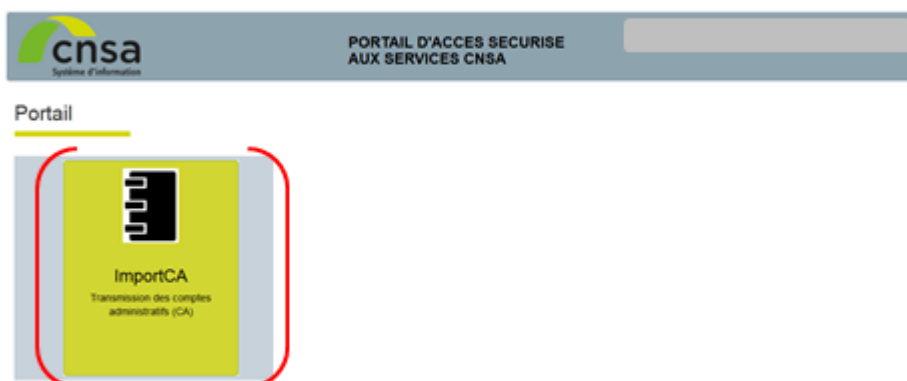 cnsa
Système d'information
PORTAIL D'ACCES SECURISE
AUX SERVICES CNSA
Portail
ImportCA
Transmission des comptes
administratifs (CA)